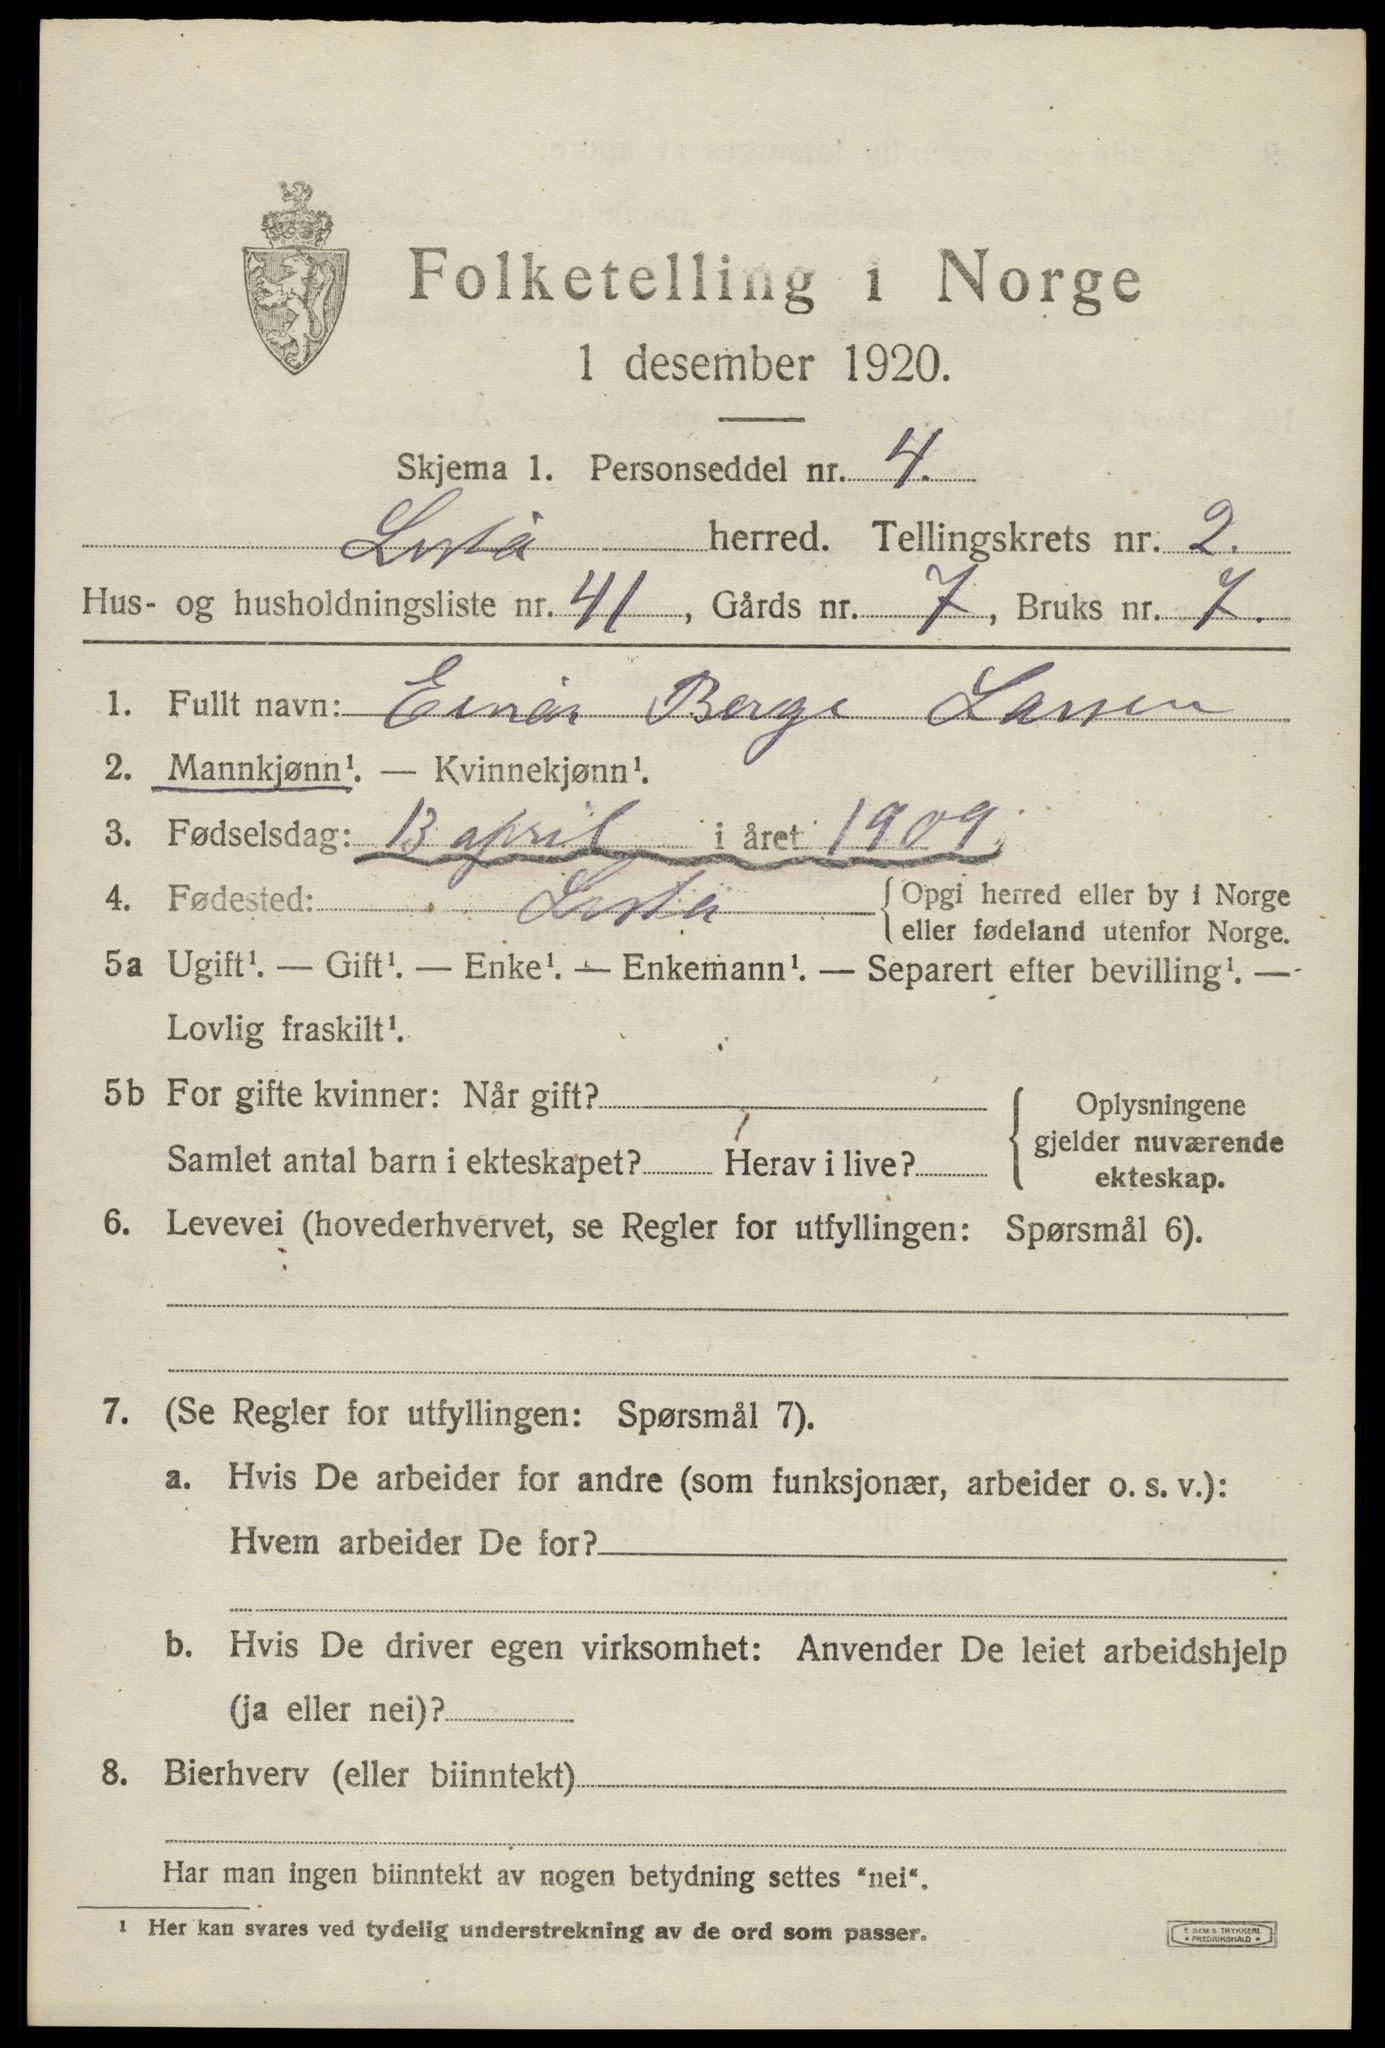 Folketelling i Norge
1 desember 1920.
Skjema 1. Personseddel nr. 4.
Lista herred. Tellingskrets nr. 2.
Hus- og husholdningsliste nr. 41, Gårds nr. 7, Bruks nr. 7.
1. Fullt navn: Einar Berge Larsen
2. Mannkjønn¹. — Kvinnekjønn¹.
3. Fødselsdag: 13 april i året 1909
4. Fødested: Lista { Opgi herred eller by i Norge
eller fødeland utenfor Norge.
5a Ugift¹. — Gift¹. — Enke¹. — Enkemann¹. — Separert efter bevilling¹. —
Lovlig fraskilt¹.
5b For gifte kvinner: Når gift? { Oplysningene
gjelder nuværende
Samlet antal barn i ekteskapet? Herav i live?
ekteskap.
6. Levevei (hovederhvervet, se Regler for utfyllingen: Spørsmål 6).
7. (Se Regler for utfyllingen: Spørsmål 7).
a. Hvis De arbeider for andre (som funksjonær, arbeider o. s. v.):
Hvem arbeider De for?
b. Hvis De driver egen virksomhet: Anvender De leiet arbeidshjelp
(ja eller nei)?
8. Bierhverv (eller biinntekt)
Har man ingen biinntekt av nogen betydning settes "nei".
¹ Her kan svares ved tydelig understrekning av de ord som passer.
E. SEM'S TRYKKERI
* FREDRIKSHALD *